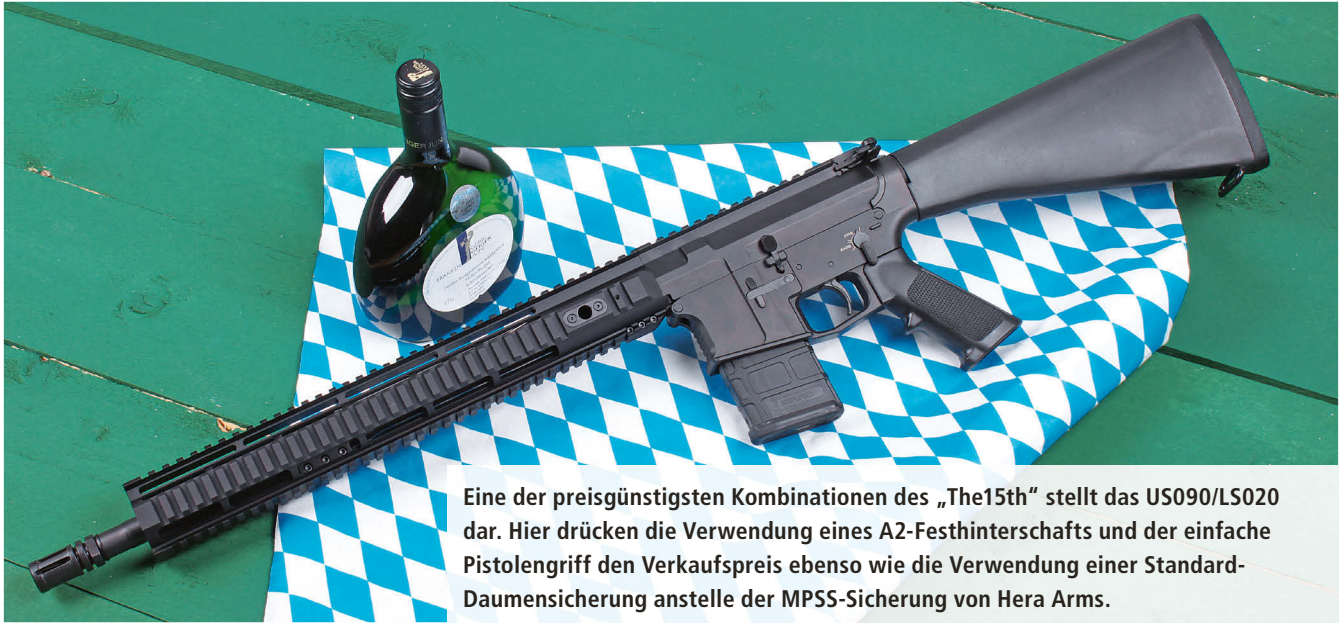 Eine der preisgünstigsten Kombinationen des „The15th“ stellt das US090/LS020
dar. Hier drücken die Verwendung eines A2-Festhinterschafts und der einfache
Pistolengriff den Verkaufspreis ebenso wie die Verwendung einer Standard-
Daumensicherung anstelle der MPSS-Sicherung von Hera Arms.